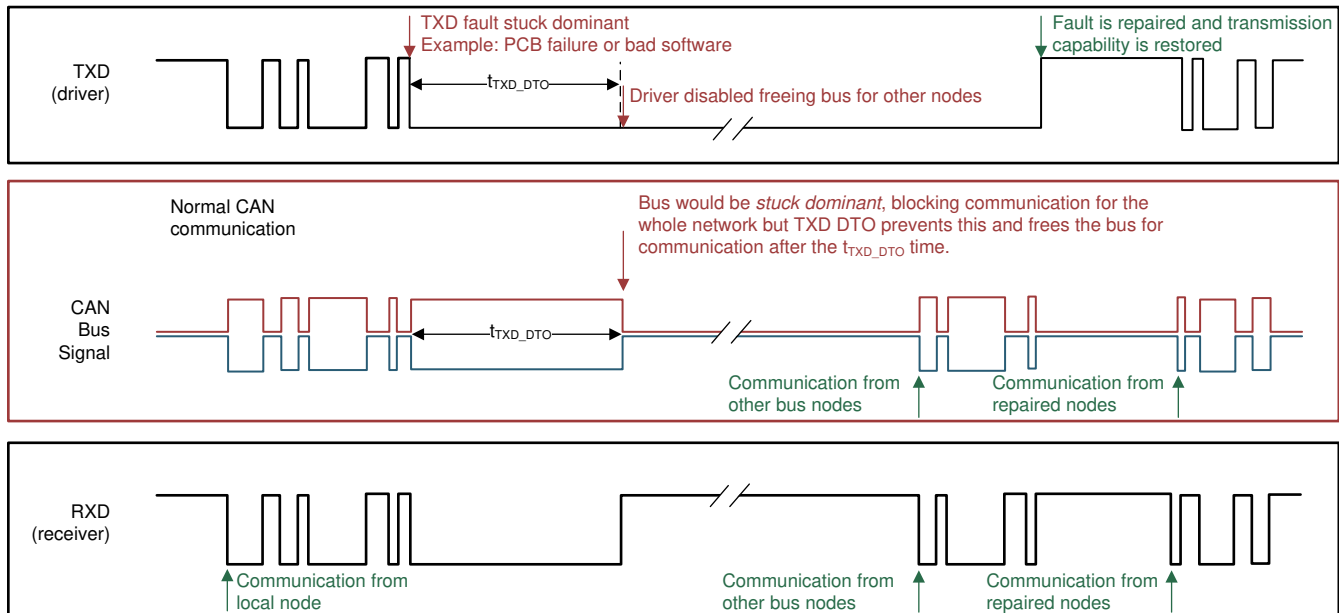 TXD fault stuck dominant
Example: PCB failure or bad software
Fault is repaired and transmission
capability is restored
TXD
(driver)
tTXD_DTO
Driver disabled freeing bus for other nodes
Normal CAN
communication
Bus would be stuck dominant, blocking communication for the
whole network but TXD DTO prevents this and frees the bus for
communication after the tTXD_DTO time.
CAN
Bus
Signal
tTXD_DTO
Communication from
other bus nodes
Communication from
repaired nodes
RXD
(receiver)
Communication from
local node
Communication from
other bus nodes
Communication from
repaired nodes